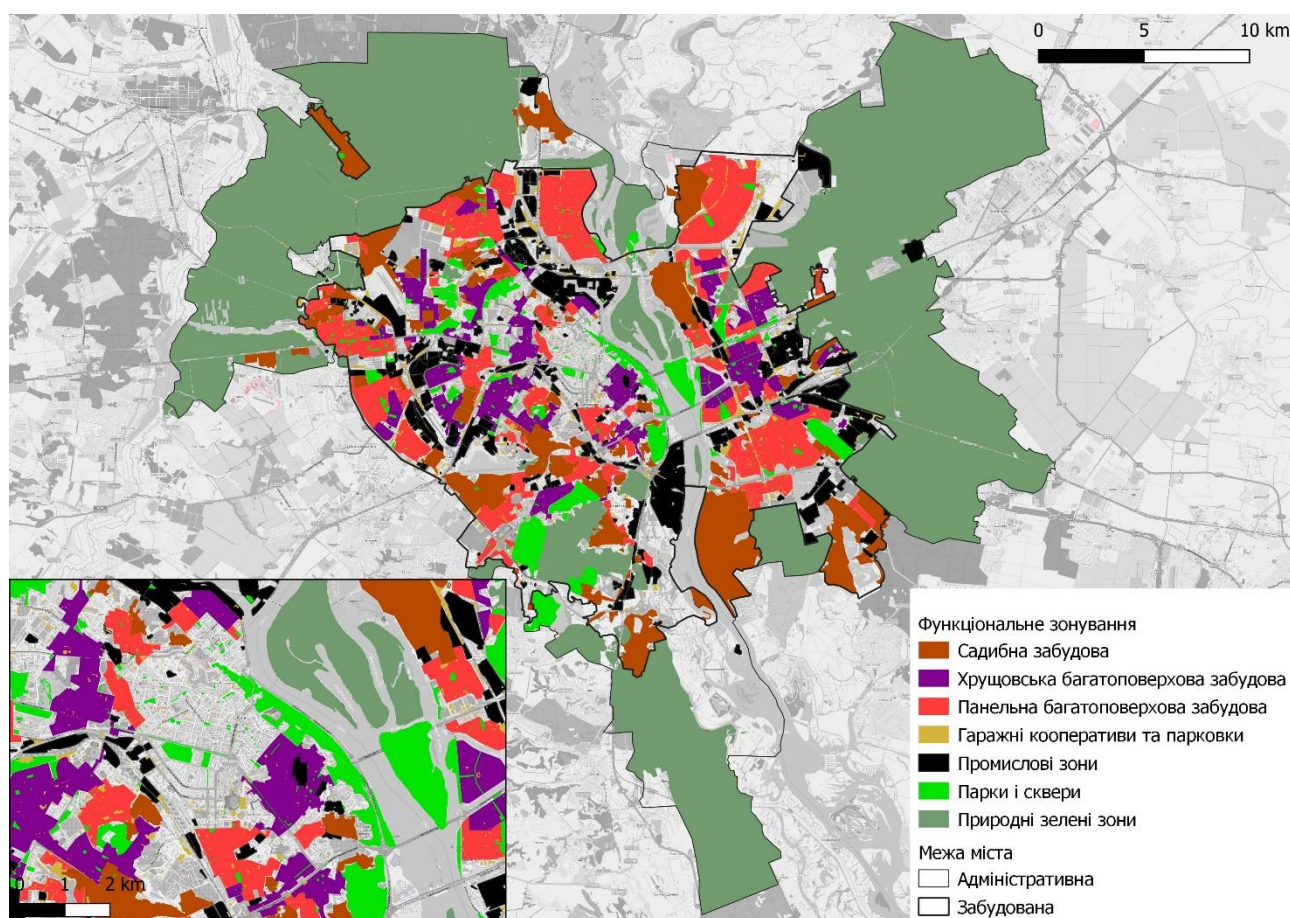 0 5 10 km
Функціональне зонування
Садибна забудова
Хрущовська багатоповерхова забудова
Панельна багатоповерхова забудова
Гаражні кооперативи та парковки
Промислові зони
Парки і сквери
Природні зелені зони
Межа міста
Адміністративна
Забудована
0 1 2 km